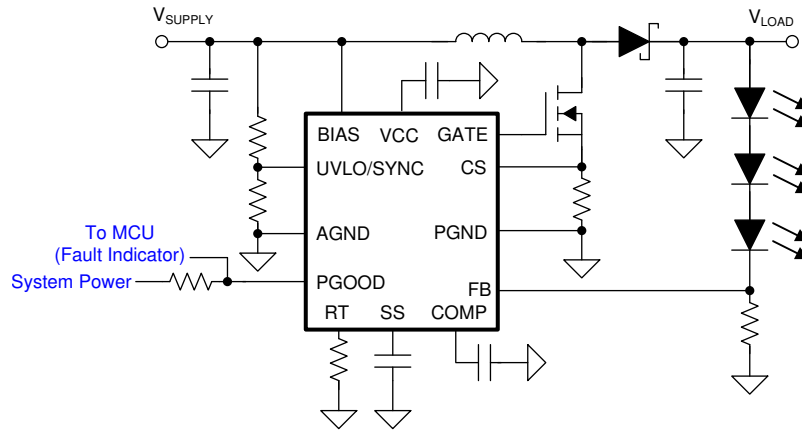 VSUPPLY
VLOAD
BIAS
VCC
GATE
UVLO/SYNC
CS
AGND
PGND
To MCU
(Fault Indicator)
System Power
PGOOD
FB
RT
SS
COMP